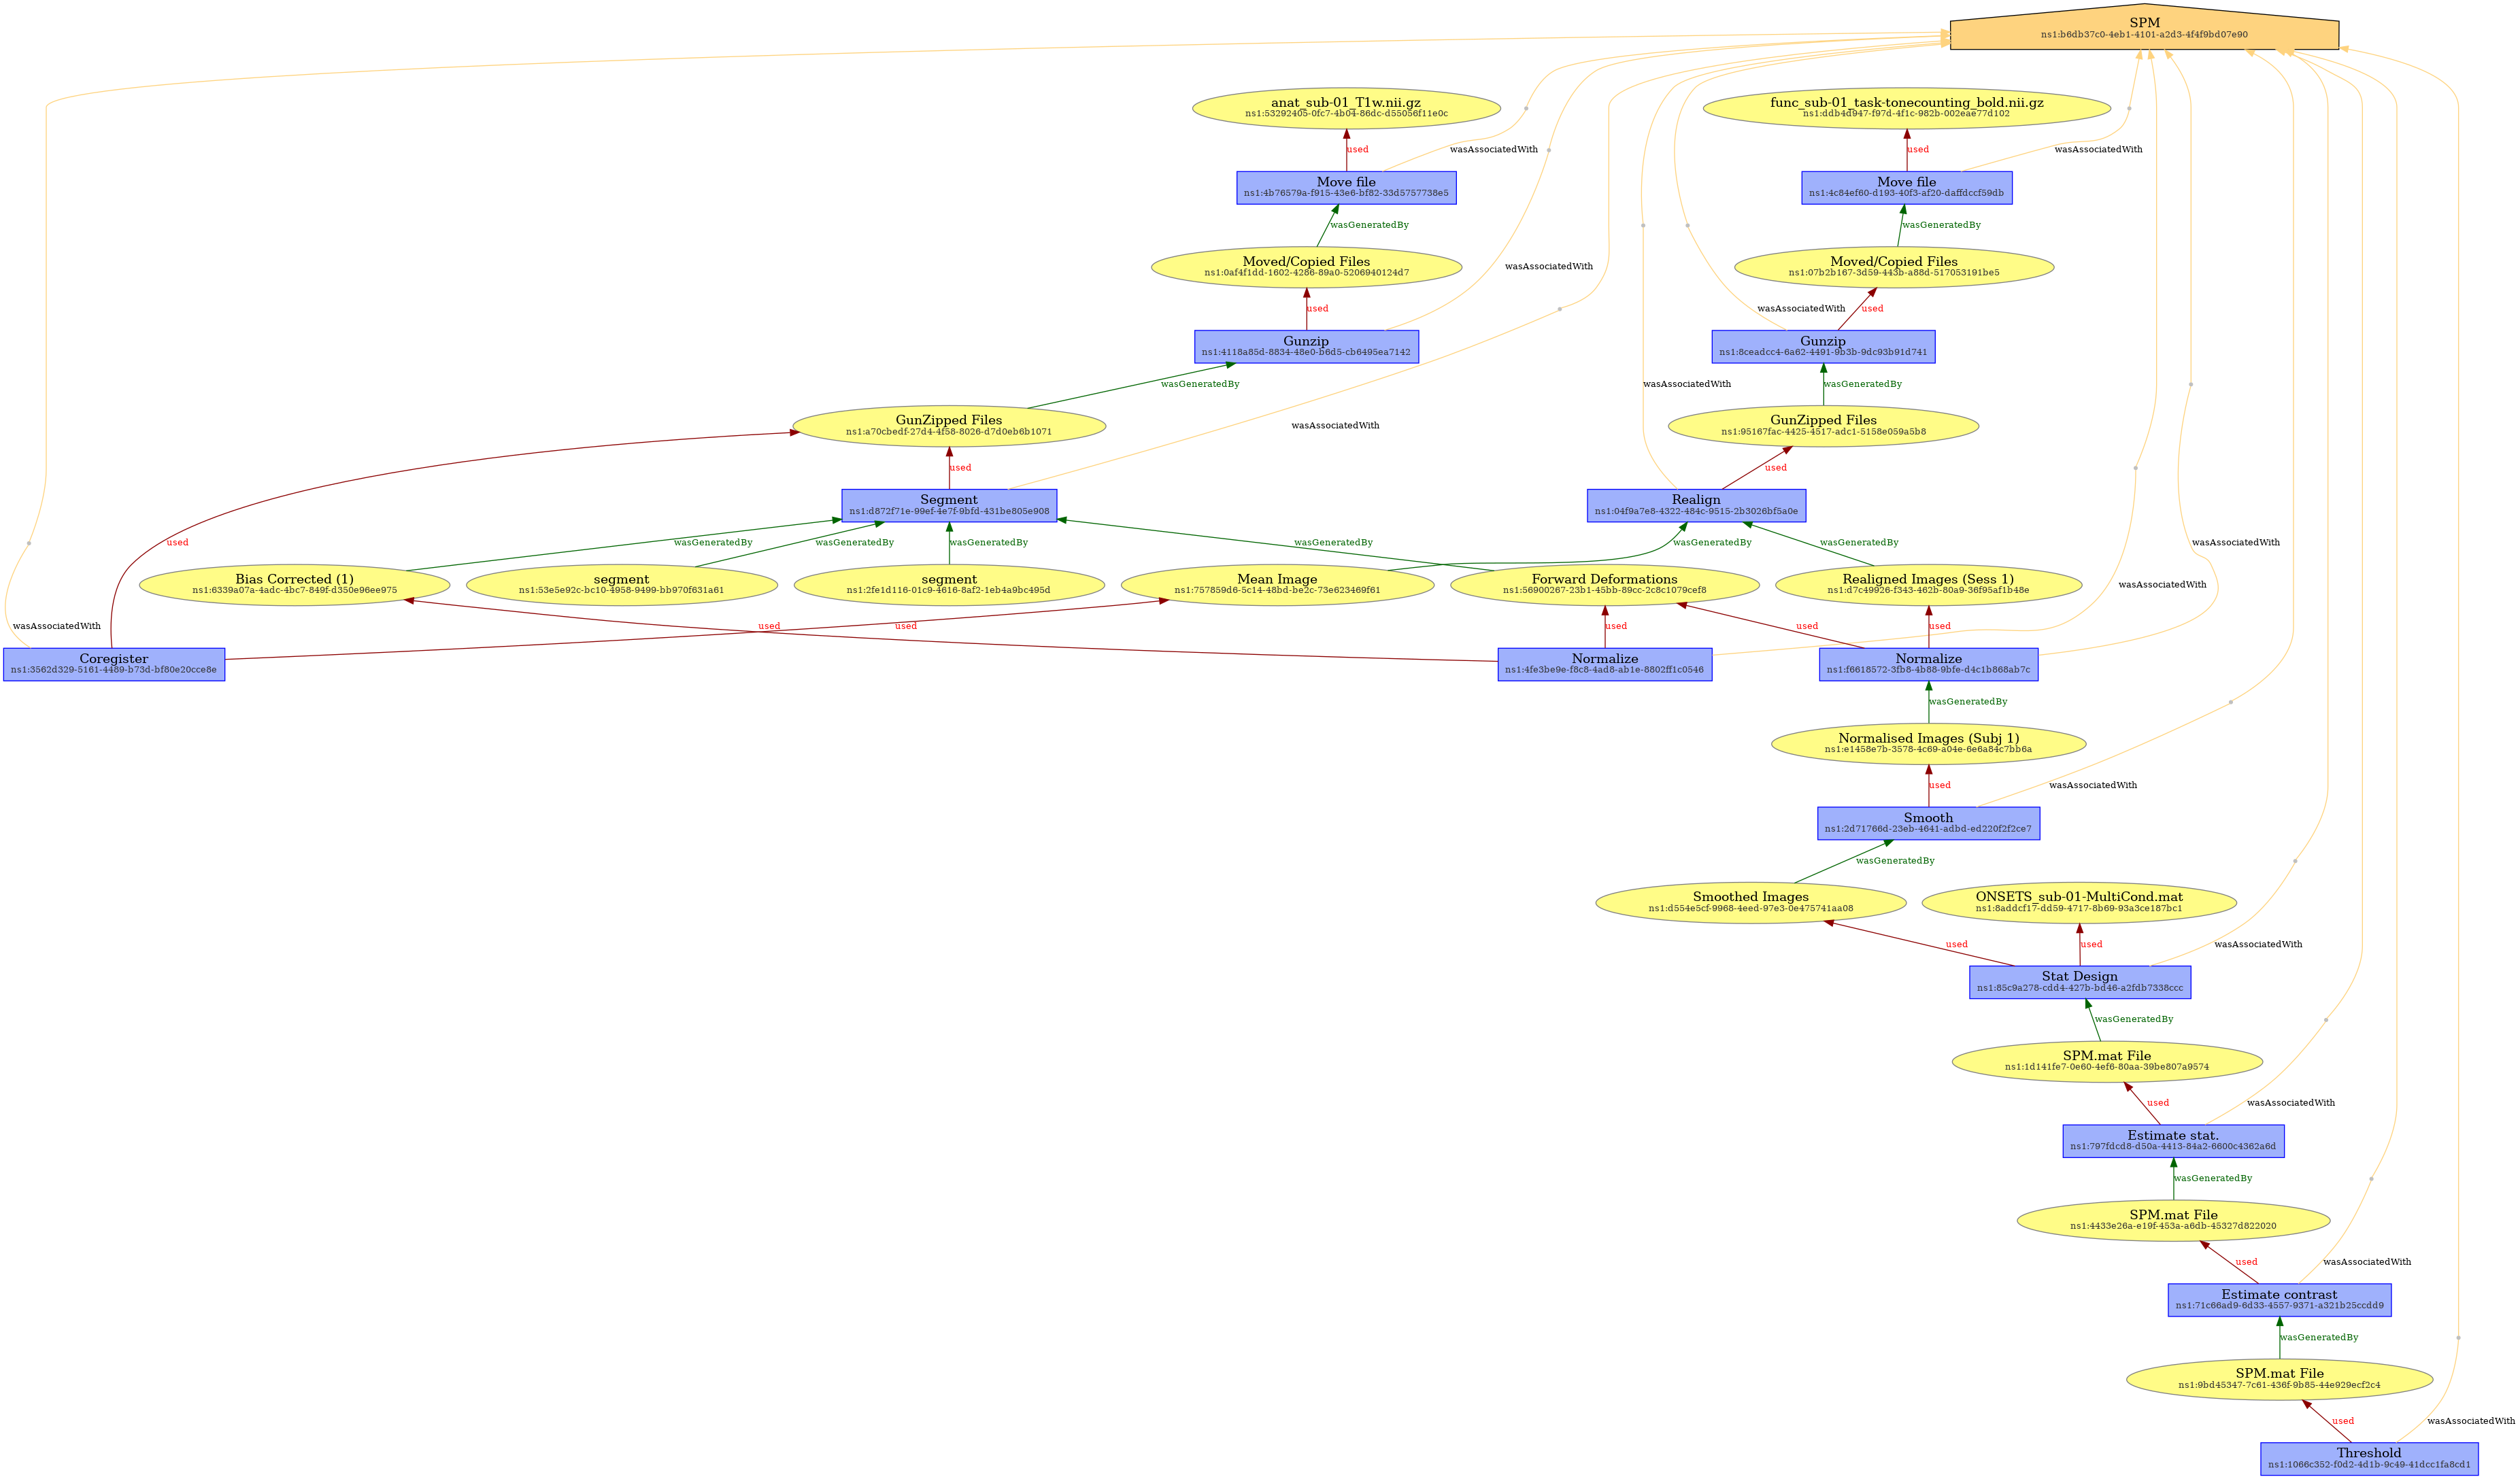 SPM
ns1:b6db37c0-4eb1-4101-a2d3-4f4f9bd07e90
anat_sub-01_T1w.nii.gz
ns1:53292405-0fc7-4b04-86dc-d55056f11e0c
func_sub-01_task-tonecounting_bold.nii.gz
ns1:ddb4d947-f97d-4f1c-982b-002eae77d102
used
wasAssociatedWith
used
wasAssociatedWith
Move file
ns1:4b76579a-f915-43e6-bf82-33d5757738e5
Move file
ns1:4c84ef60-d193-40f3-af20-daffdccf59db
wasGeneratedBy
wasGeneratedBy
Moved/Copied Files
ns1:0af4f1dd-1602-4286-89a0-5206940124d7
wasAssociatedWith
Moved/Copied Files
ns1:07b2b167-3d59-443b-a88d-517053191be5
used
wasAssociatedWith
used
Gunzip
ns1:4118a85d-8834-48e0-b6d5-cb6495ea7142
Gunzip
ns1:8ceadcc4-6a62-4491-9b3b-9dc93b91d741
wasGeneratedBy
wasAssociatedWith
wasGeneratedBy
GunZipped Files
ns1:a70cbedf-27d4-4f58-8026-d7d0eb6b1071
wasAssociatedWith
GunZipped Files
ns1:95167fac-4425-4517-adc1-5158e059a5b8
used
used
Segment
ns1:d872f71e-99ef-4e7f-9bfd-431be805e908
Realign
ns1:04f9a7e8-4322-484c-9515-2b3026bf5a0e
used
wasGeneratedBy
wasGeneratedBy
wasGeneratedBy
wasGeneratedBy
wasGeneratedBy
wasGeneratedBy
wasAssociatedWith
Bias Corrected (1)
ns1:6339a07a-4adc-4bc7-849f-d350e96ee975
segment
ns1:53e5e92c-bc10-4958-9499-bb970f631a61
segment
ns1:2fe1d116-01c9-4616-8af2-1eb4a9bc495d
Mean Image
ns1:757859d6-5c14-48bd-be2c-73e623469f61
Forward Deformations
ns1:56900267-23b1-45bb-89cc-2c8c1079cef8
Realigned Images (Sess 1)
ns1:d7c49926-f343-462b-80a9-36f95af1b48e
wasAssociatedWith
wasAssociatedWith
used
used
used
used
used
Coregister
ns1:3562d329-5161-4489-b73d-bf80e20cce8e
Normalize
ns1:4fe3be9e-f8c8-4ad8-ab1e-8802ff1c0546
Normalize
ns1:f6618572-3fb8-4b88-9bfe-d4c1b868ab7c
wasGeneratedBy
Normalised Images (Subj 1)
ns1:e1458e7b-3578-4c69-a04e-6e6a84c7bb6a
used
wasAssociatedWith
Smooth
ns1:2d71766d-23eb-4641-adbd-ed220f2f2ce7
wasGeneratedBy
Smoothed Images
ns1:d554e5cf-9968-4eed-97e3-0e475741aa08
ONSETS_sub-01-MultiCond.mat
ns1:8addcf17-dd59-4717-8b69-93a3ce187bc1
used
used
wasAssociatedWith
Stat Design
ns1:85c9a278-cdd4-427b-bd46-a2fdb7338ccc
wasGeneratedBy
SPM.mat File
ns1:1d141fe7-0e60-4ef6-80aa-39be807a9574
used
wasAssociatedWith
Estimate stat.
ns1:797fdcd8-d50a-4413-84a2-6600c4362a6d
wasGeneratedBy
SPM.mat File
ns1:4433e26a-e19f-453a-a6db-45327d822020
used
wasAssociatedWith
Estimate contrast
ns1:71c66ad9-6d33-4557-9371-a321b25ccdd9
wasGeneratedBy
SPM.mat File
ns1:9bd45347-7c61-436f-9b85-44e929ecf2c4
used
wasAssociatedWith
Threshold
ns1:1066c352-f0d2-4d1b-9c49-41dcc1fa8cd1